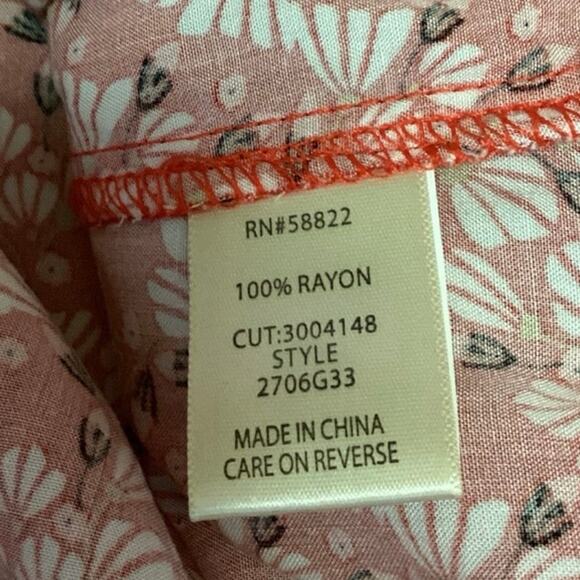 RN#58822
100% RAYON
CUT:3004148
STYLE
2706G33
MADE IN CHINA
CARE ON REVERSE